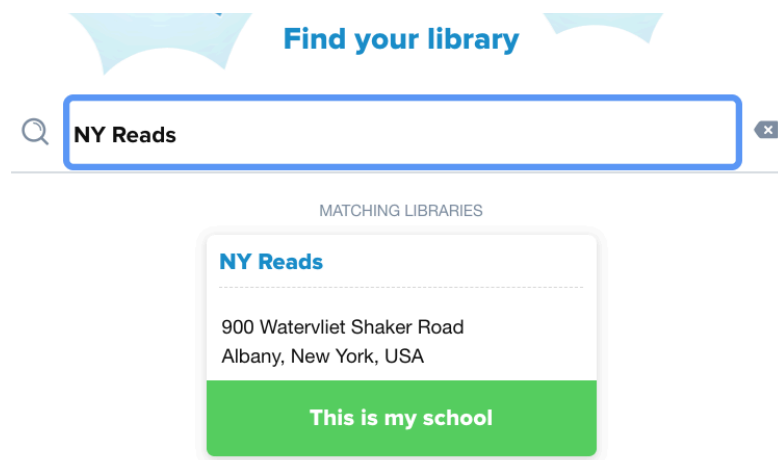 Find your library
NY Reads
MATCHING LIBRARIES
NY Reads
900 Watervliet Shaker Road
Albany, New York, USA
This is my school